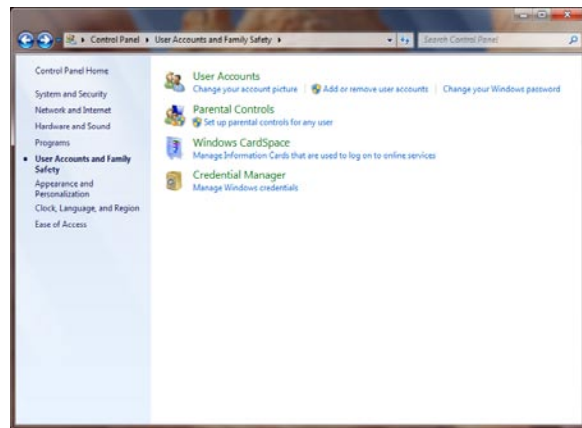 Control Panel ▸ User Accounts and Family Safety ▸
Search Control Panel
Control Panel Home
System and Security
Network and Internet
Hardware and Sound
Programs
User Accounts and Family
Safety
Appearance and
Personalization
Clock, Language, and Region
Ease of Access
User Accounts
Change your account picture | Add or remove user accounts | Change your Windows password
Parental Controls
Set up parental controls for any user
Windows CardSpace
Manage Information Cards that are used to log on to online services
Credential Manager
Manage Windows credentials